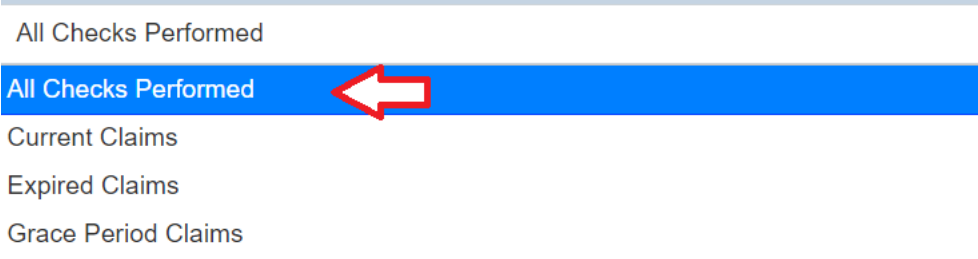 All Checks Performed
All Checks Performed
Current Claims
Expired Claims
Grace Period Claims